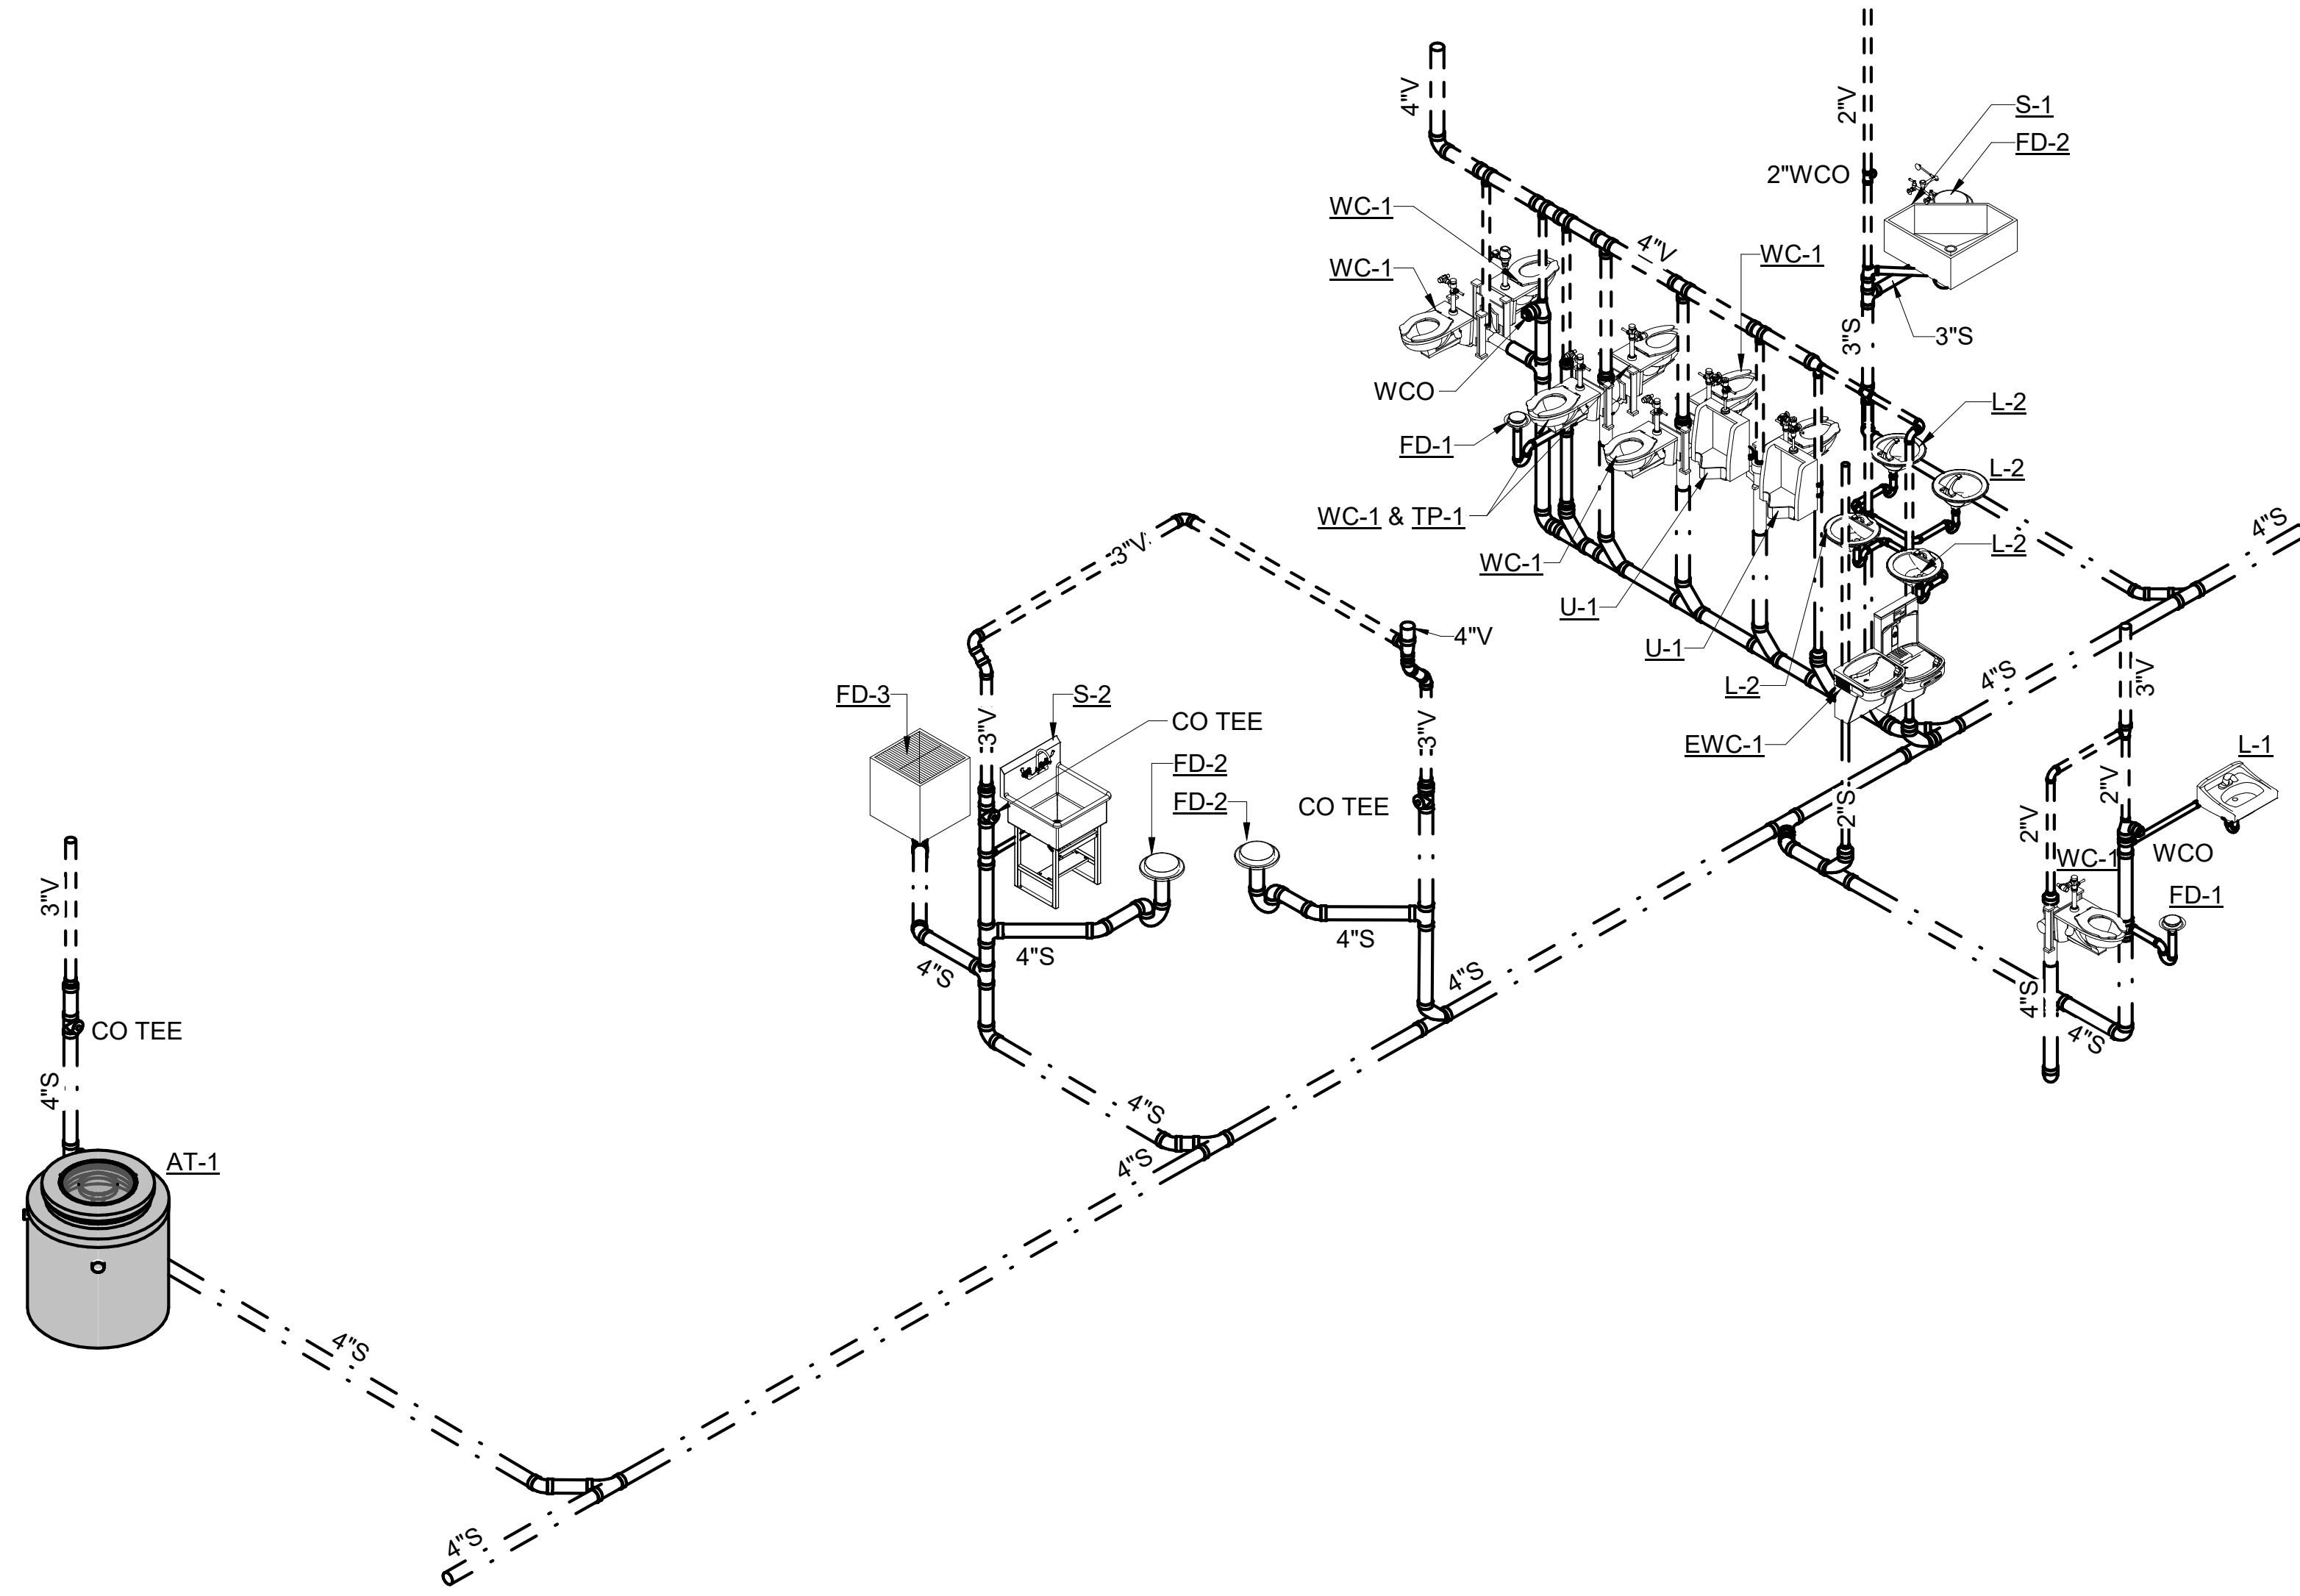 4"V
2"V
S-1
FD-2
2"WCO
WC-1
WC-1
4"V
WC-1
3"S
3"S
WCO
L-2
FD-1
L-2
WC-1 & TP-1
4"S
WC-1
L-2
3"V
U-1
4"V
U-1
4"S
3"V
L-2
FD-3
S-2
CO TEE
3"V
3"V
EWC-1
L-1
FD-2
FD-2
CO TEE
2"S
2"V
2"V
WC-1
WCO
3"V
FD-1
4"S
4"S
4"S
4"S
4"S
4"S
CO TEE
4"S
4"S
4"S
AT-1
4"S
4"S